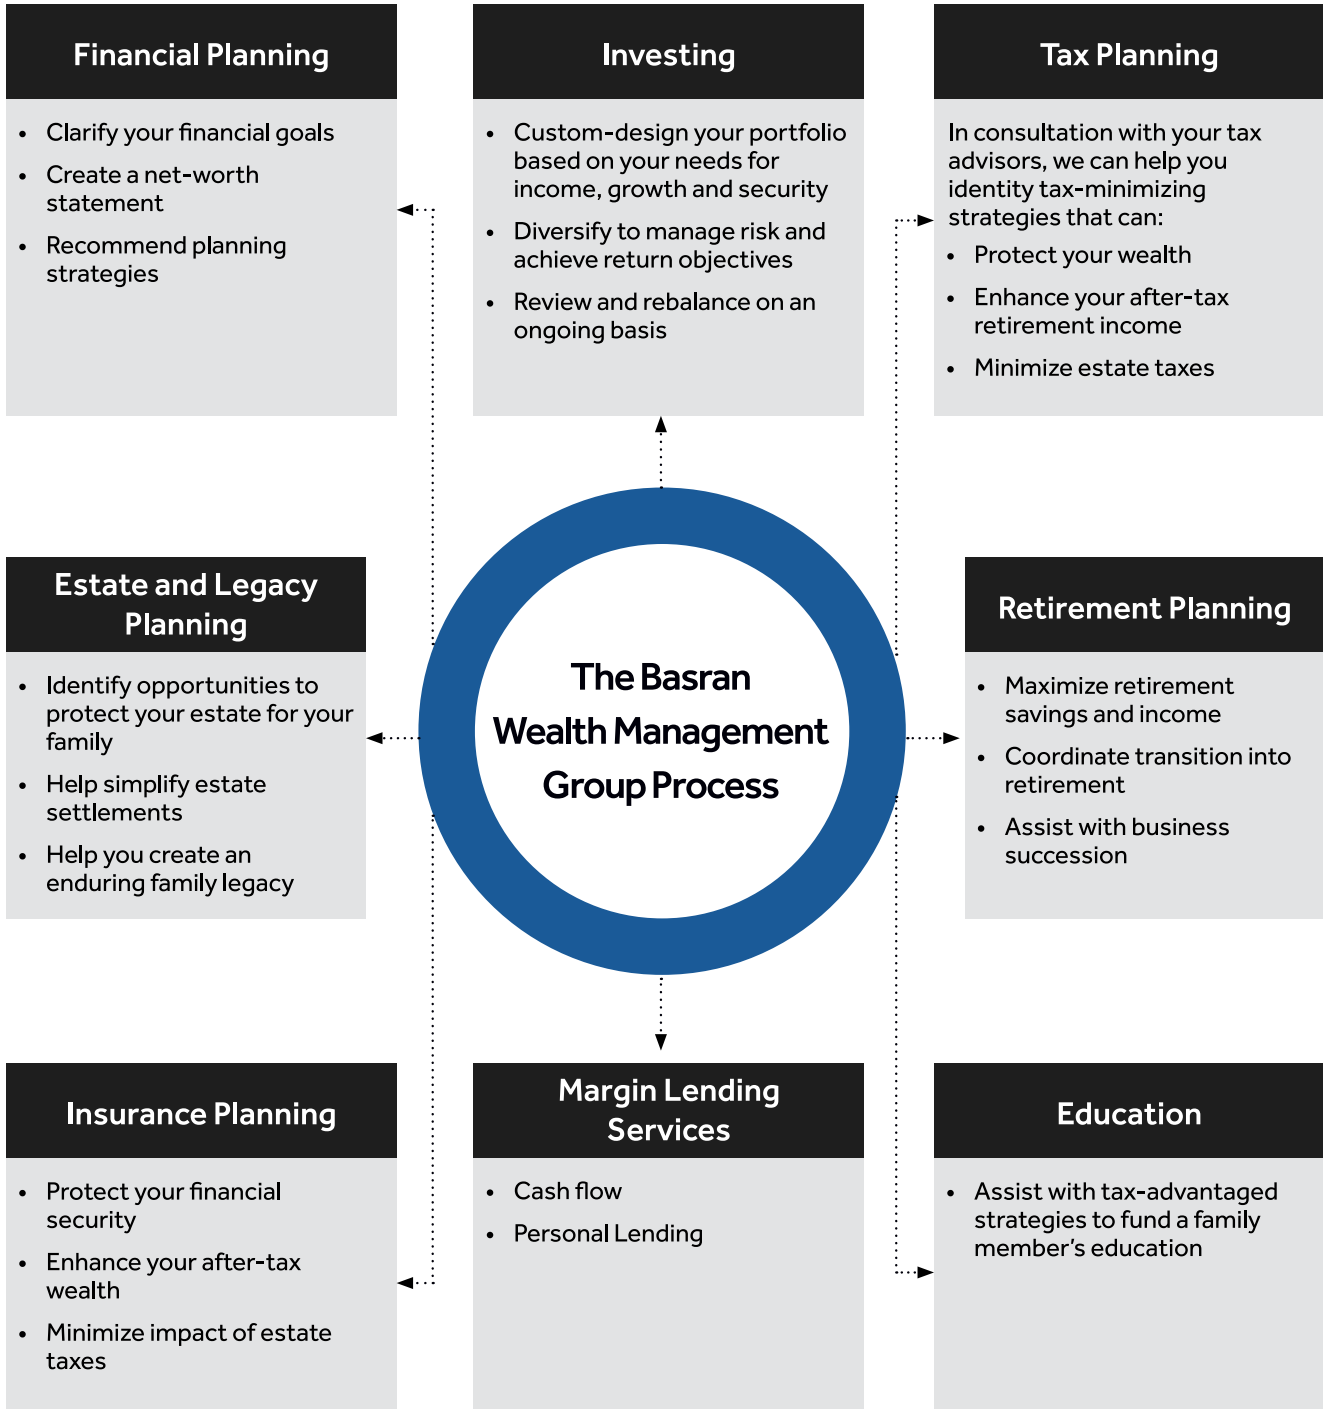 Financial Planning
• Clarify your financial goals
• Create a net-worth
statement
• Recommend planning
strategies
Investing
• Custom-design your portfolio
based on your needs for
income, growth and security
• Diversify to manage risk and
achieve return objectives
• Review and rebalance on an
ongoing basis
Tax Planning
In consultation with your tax
advisors, we can help you
identity tax-minimizing
strategies that can:
• Protect your wealth
• Enhance your after-tax
retirement income
• Minimize estate taxes
Estate and Legacy
Planning
• Identify opportunities to
protect your estate for your
family
• Help simplify estate
settlements
• Help you create an
enduring family legacy
The Basran
Wealth Management
Group Process
Retirement Planning
• Maximize retirement
savings and income
• Coordinate transition into
retirement
• Assist with business
succession
Insurance Planning
• Protect your financial
security
• Enhance your after-tax
wealth
• Minimize impact of estate
taxes
Margin Lending
Services
• Cash flow
• Personal Lending
Education
• Assist with tax-advantaged
strategies to fund a family
member’s education